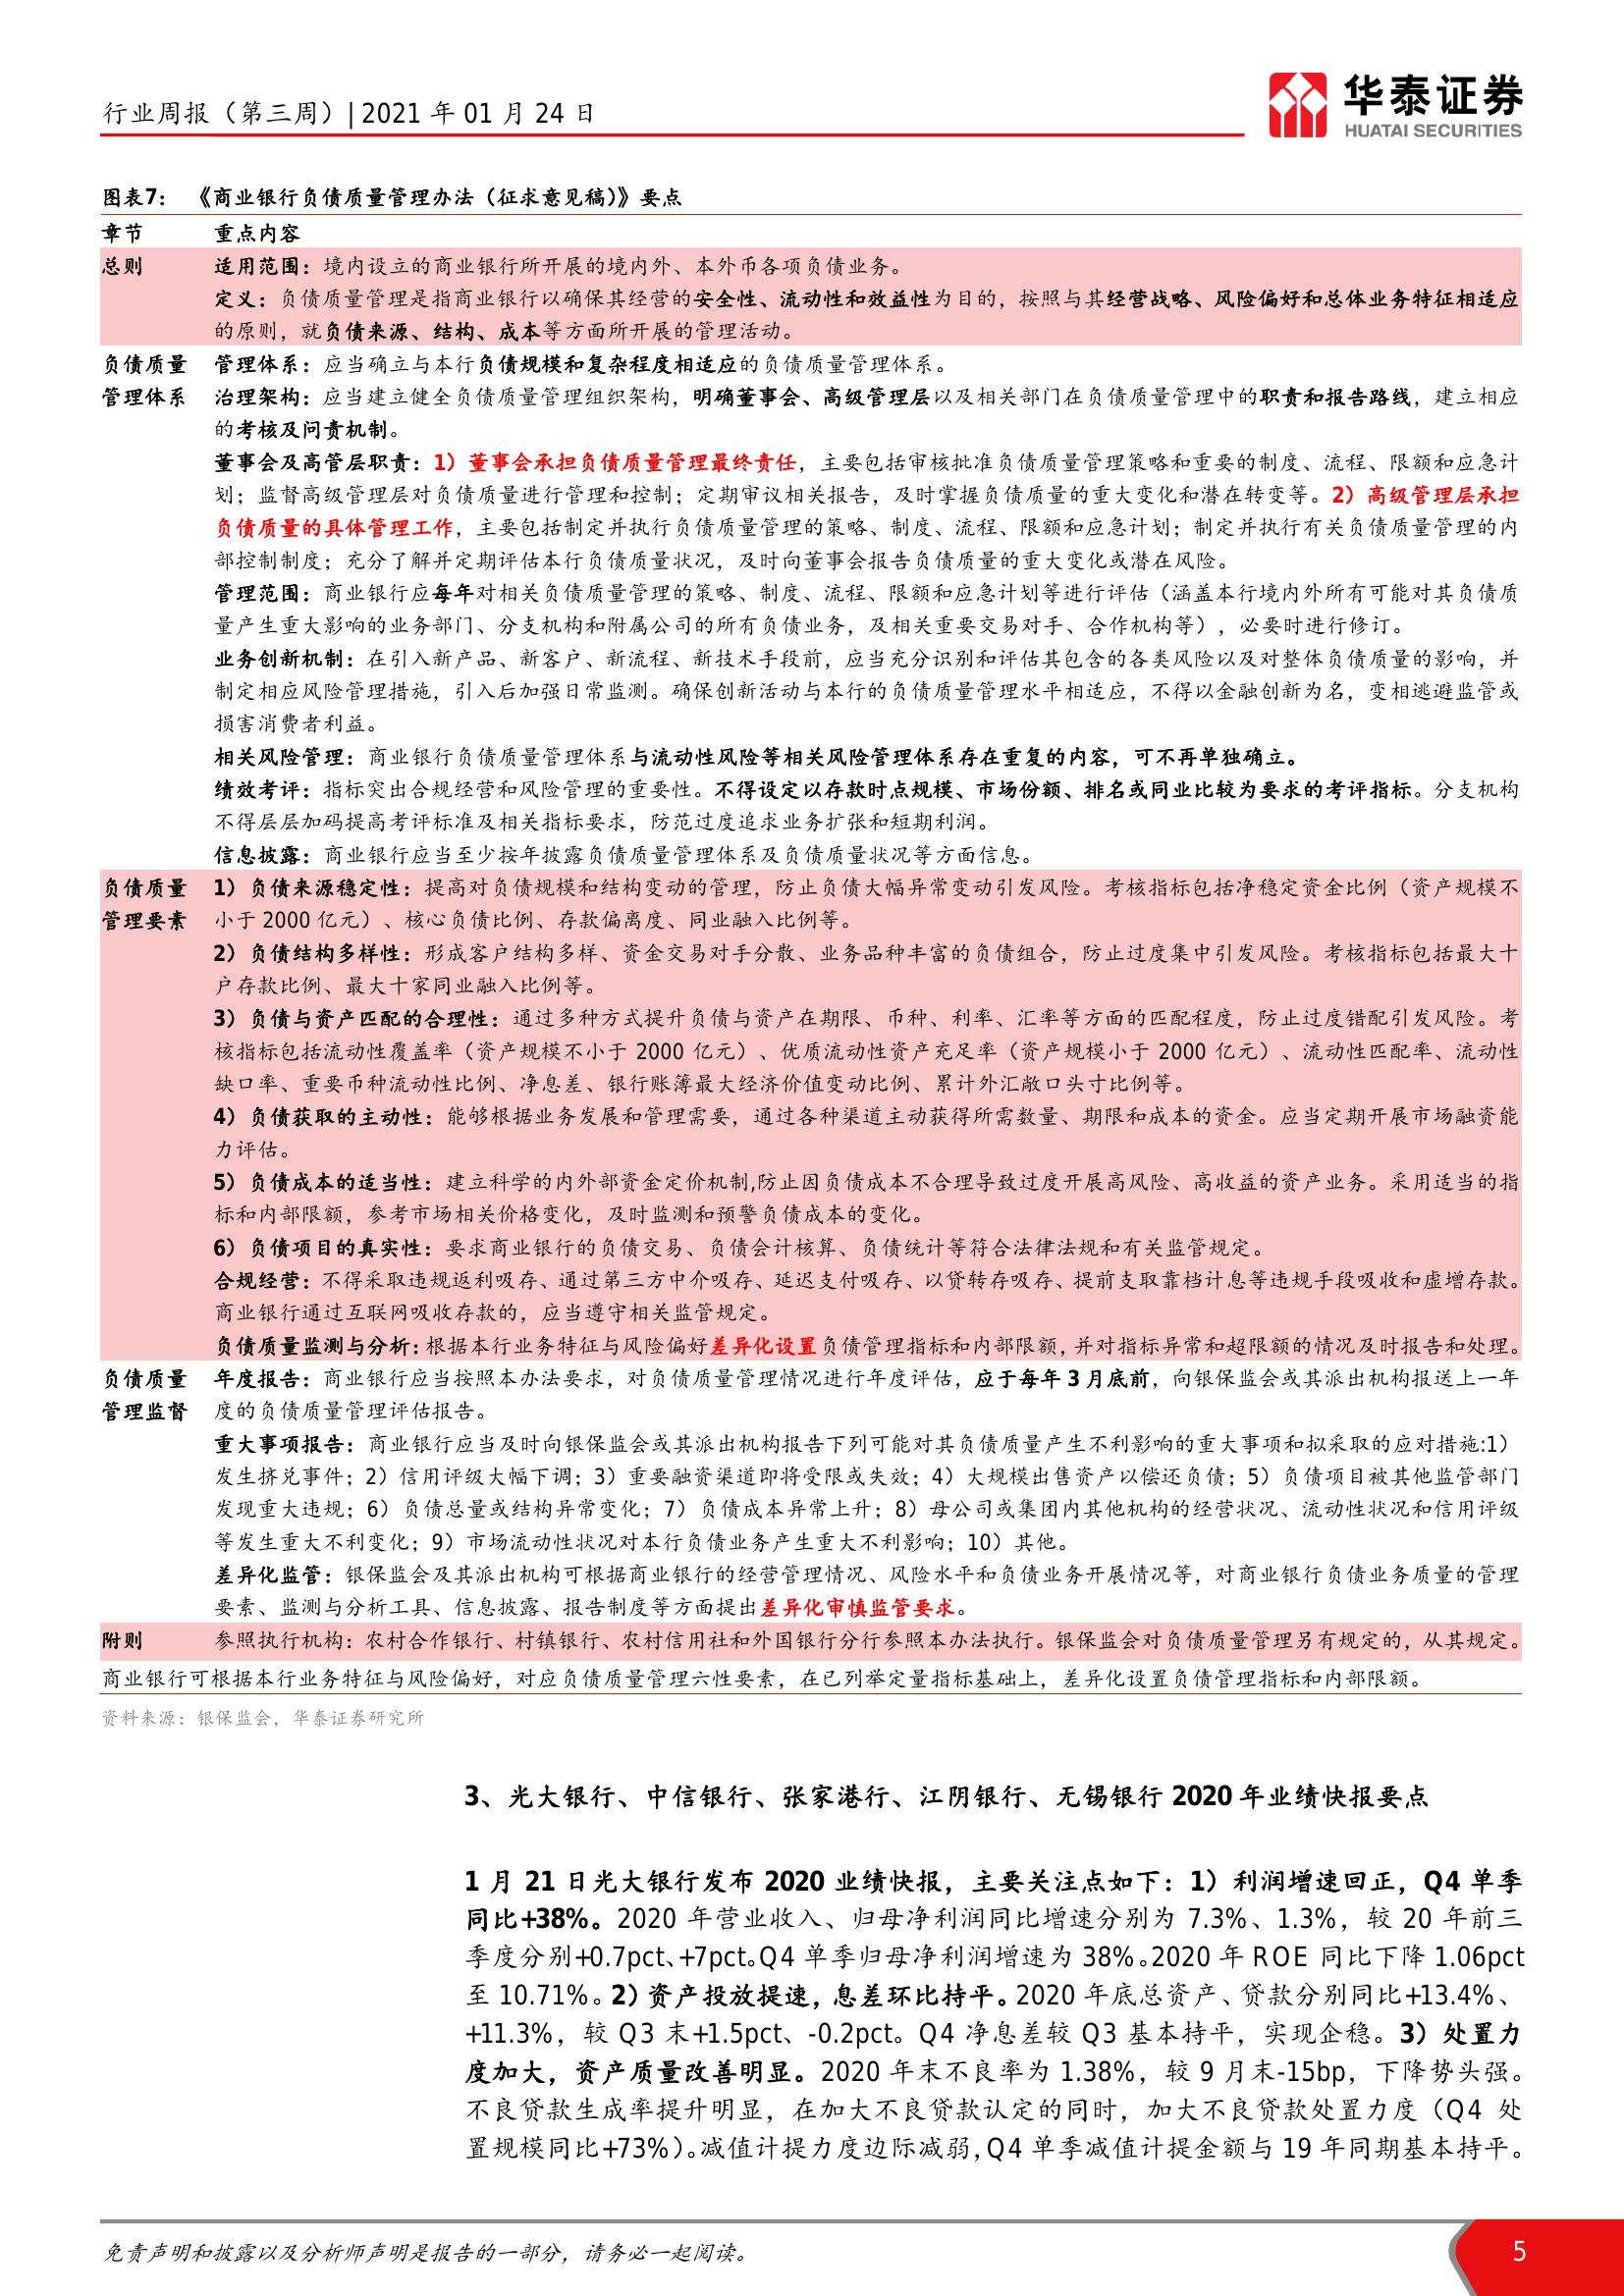 行业周报（第三周）| 2021 年 01 月 24 日
华泰证券
HUATAI SECURITIES
图表7： 《商业银行负债质量管理办法（征求意见稿）》要点
章节 重点内容
总则 适用范围：境内设立的商业银行所开展的境内外、本外币各项负债业务。
定义：负债质量管理是指商业银行以确保其经营的安全性、流动性和效益性为目的，按照与其经营战略、风险偏好和总体业务特征相适应
的原则，就负债来源、结构、成本等方面所开展的管理活动。
负债质量 管理体系：应当确立与本行负债规模和复杂程度相适应的负债质量管理体系。
管理体系 治理架构：应当建立健全负债质量管理组织架构，明确董事会、高级管理层以及相关部门在负债质量管理中的职责和报告路线，建立相应
的考核及问责机制。
董事会及高管层职责：1）董事会承担负债质量管理最终责任，主要包括审核批准负债质量管理策略和重要的制度、流程、限额和应急计
划；监督高级管理层对负债质量进行管理和控制；定期审议相关报告，及时掌握负债质量的重大变化和潜在转变等。2）高级管理层承担
负债质量的具体管理工作，主要包括制定并执行负债质量管理的策略、制度、流程、限额和应急计划；制定并执行有关负债质量管理的内
部控制制度；充分了解并定期评估本行负债质量状况，及时向董事会报告负债质量的重大变化或潜在风险。
管理范围：商业银行应每年对相关负债质量管理的策略、制度、流程、限额和应急计划等进行评估（涵盖本行境内外所有可能对其负债质
量产生重大影响的业务部门、分支机构和附属公司的所有负债业务，及相关重要交易对手、合作机构等），必要时进行修订。
业务创新机制：在引入新产品、新客户、新流程、新技术手段前，应当充分识别和评估其包含的各类风险以及对整体负债质量的影响，并
制定相应风险管理措施，引入后加强日常监测。确保创新活动与本行的负债质量管理水平相适应，不得以金融创新为名，变相逃避监管或
损害消费者利益。
相关风险管理：商业银行负债质量管理体系与流动性风险等相关风险管理体系存在重复的内容，可不再单独确立。
绩效考评：指标突出合规经营和风险管理的重要性。不得设定以存款时点规模、市场份额、排名或同业比较为要求的考评指标。分支机构
不得层层加码提高考评标准及相关指标要求，防范过度追求业务扩张和短期利润。
信息披露：商业银行应当至少按年披露负债质量管理体系及负债质量状况等方面信息。
负债质量 1）负债来源稳定性：提高对负债规模和结构变动的管理，防止负债大幅异常变动引发风险。考核指标包括净稳定资金比例（资产规模不
管理要素 小于 2000 亿元）、核心负债比例、存款偏离度、同业融入比例等。
2）负债结构多样性：形成客户结构多样、资金交易对手分散、业务品种丰富的负债组合，防止过度集中引发风险。考核指标包括最大十
户存款比例、最大十家同业融入比例等。
3）负债与资产匹配的合理性：通过多种方式提升负债与资产在期限、币种、利率、汇率等方面的匹配程度，防止过度错配引发风险。考
核指标包括流动性覆盖率（资产规模不小于 2000 亿元）、优质流动性资产充足率（资产规模小于 2000 亿元）、流动性匹配率、流动性
缺口率、重要币种流动性比例、净息差、银行账簿最大经济价值变动比例、累计外汇敞口头寸比例等。
4）负债获取的主动性：能够根据业务发展和管理需要，通过各种渠道主动获得所需数量、期限和成本的资金。应当定期开展市场融资能
力评估。
5）负债成本的适当性：建立科学的内外部资金定价机制,防止因负债成本不合理导致过度开展高风险、高收益的资产业务。采用适当的指
标和内部限额，参考市场相关价格变化，及时监测和预警负债成本的变化。
6）负债项目的真实性：要求商业银行的负债交易、负债会计核算、负债统计等符合法律法规和有关监管规定。
合规经营：不得采取违规返利吸存、通过第三方中介吸存、延迟支付吸存、以贷转存吸存、提前支取靠档计息等违规手段吸收和虚增存款。
商业银行通过互联网吸收存款的，应当遵守相关监管规定。
负债质量监测与分析：根据本行业务特征与风险偏好差异化设置负债管理指标和内部限额，并对指标异常和超限额的情况及时报告和处理。
负债质量 年度报告：商业银行应当按照本办法要求，对负债质量管理情况进行年度评估，应于每年 3 月底前，向银保监会或其派出机构报送上一年
管理监督 度的负债质量管理评估报告。
重大事项报告：商业银行应当及时向银保监会或其派出机构报告下列可能对其负债质量产生不利影响的重大事项和拟采取的应对措施:1）
发生挤兑事件；2）信用评级大幅下调；3）重要融资渠道即将受限或失效；4）大规模出售资产以偿还负债；5）负债项目被其他监管部门
发现重大违规；6）负债总量或结构异常变化；7）负债成本异常上升；8）母公司或集团内其他机构的经营状况、流动性状况和信用评级
等发生重大不利变化；9）市场流动性状况对本行负债业务产生重大不利影响；10）其他。
差异化监管：银保监会及其派出机构可根据商业银行的经营管理情况、风险水平和负债业务开展情况等，对商业银行负债业务质量的管理
要素、监测与分析工具、信息披露、报告制度等方面提出差异化审慎监管要求。
附则 参照执行机构：农村合作银行、村镇银行、农村信用社和外国银行分行参照本办法执行。银保监会对负债质量管理另有规定的，从其规定。
商业银行可根据本行业务特征与风险偏好，对应负债质量管理六性要素，在已列举定量指标基础上，差异化设置负债管理指标和内部限额。
资料来源：银保监会，华泰证券研究所
3、光大银行、中信银行、张家港行、江阴银行、无锡银行 2020 年业绩快报要点
1 月 21 日光大银行发布 2020 业绩快报，主要关注点如下：1）利润增速回正，Q4 单季
同比+38%。2020 年营业收入、归母净利润同比增速分别为 7.3%、1.3%，较 20 年前三
季度分别+0.7pct、+7pct。Q4 单季归母净利润增速为 38%。2020 年 ROE 同比下降 1.06pct
至 10.71%。2）资产投放提速，息差环比持平。2020 年底总资产、贷款分别同比+13.4%、
+11.3%，较 Q3 末+1.5pct、-0.2pct。Q4 净息差较 Q3 基本持平，实现企稳。3）处置力
度加大，资产质量改善明显。2020 年末不良率为 1.38%，较 9 月末-15bp，下降势头强。
不良贷款生成率提升明显，在加大不良贷款认定的同时，加大不良贷款处置力度（Q4 处
置规模同比+73%）。减值计提力度边际减弱，Q4 单季减值计提金额与 19 年同期基本持平。
免责声明和披露以及分析师声明是报告的一部分，请务必一起阅读。
5